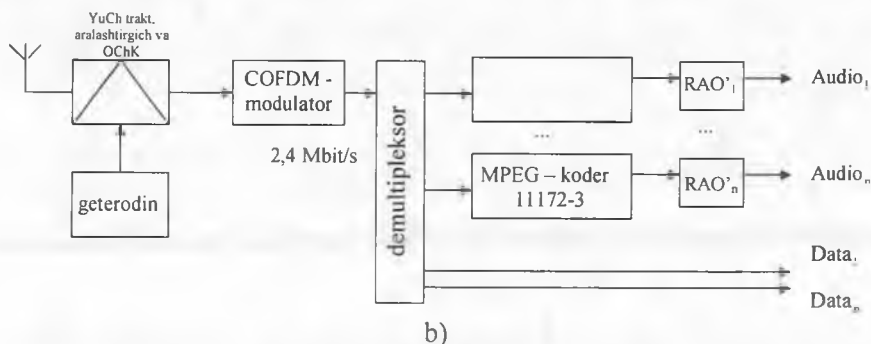 YuCh trakt,
aralashtirgich va
OChK
COFDM -
modulator
2,4 Mbit/s
geterodin
demultipleksor
...
MPEG – koder
11172-3
RAO'₁
...
RAO'ₙ
Audio₁
Audioₙ
Data₁
Dataₙ
b)